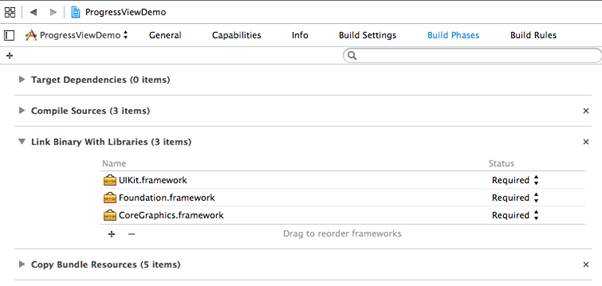 ProgressViewDemo
ProgressViewDemo General Capabilities Info Build Settings Build Phases Build Rules
Target Dependencies (0 items)
Compile Sources (3 items)
Link Binary With Libraries (3 items)
Name Status
UIKit.framework Required
Foundation.framework Required
CoreGraphics.framework Required
Drag to reorder frameworks
Copy Bundle Resources (5 items)